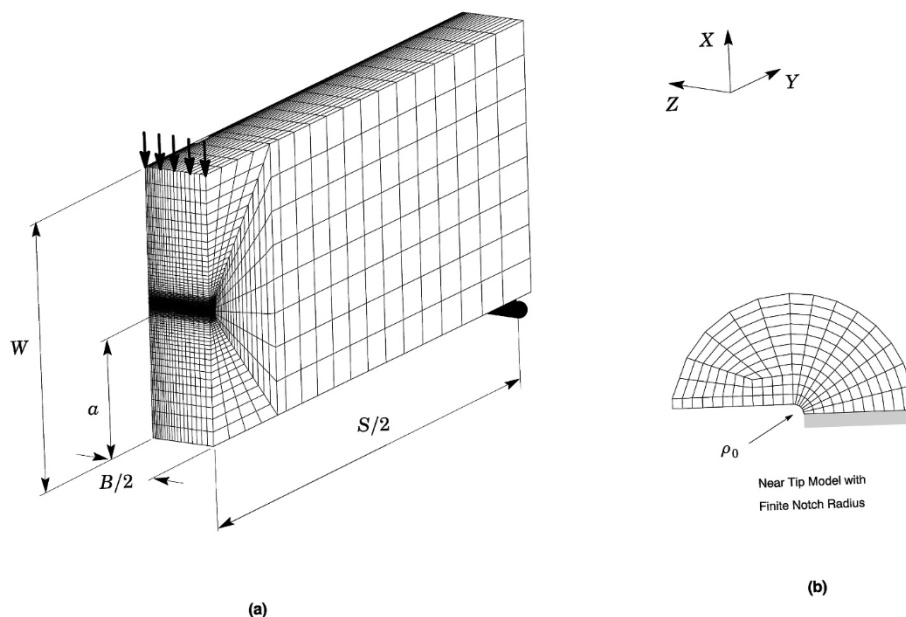 X
Z
Y
W
a
S/2
B/2
ρ0
Near Tip Model with
Finite Notch Radius
(a)
(b)